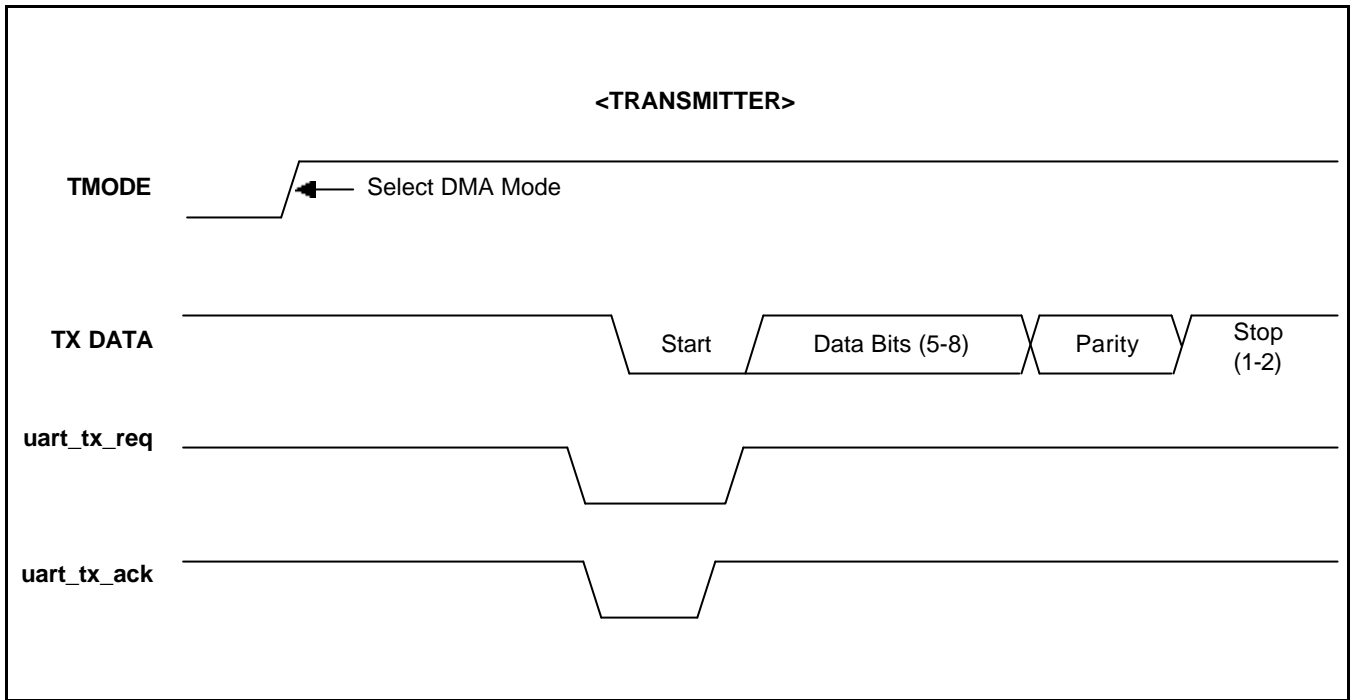 <TRANSMITTER>
TMODE
Select DMA Mode
TX DATA
Start
Data Bits (5-8)
Parity
Stop
(1-2)
uart_tx_req
uart_tx_ack